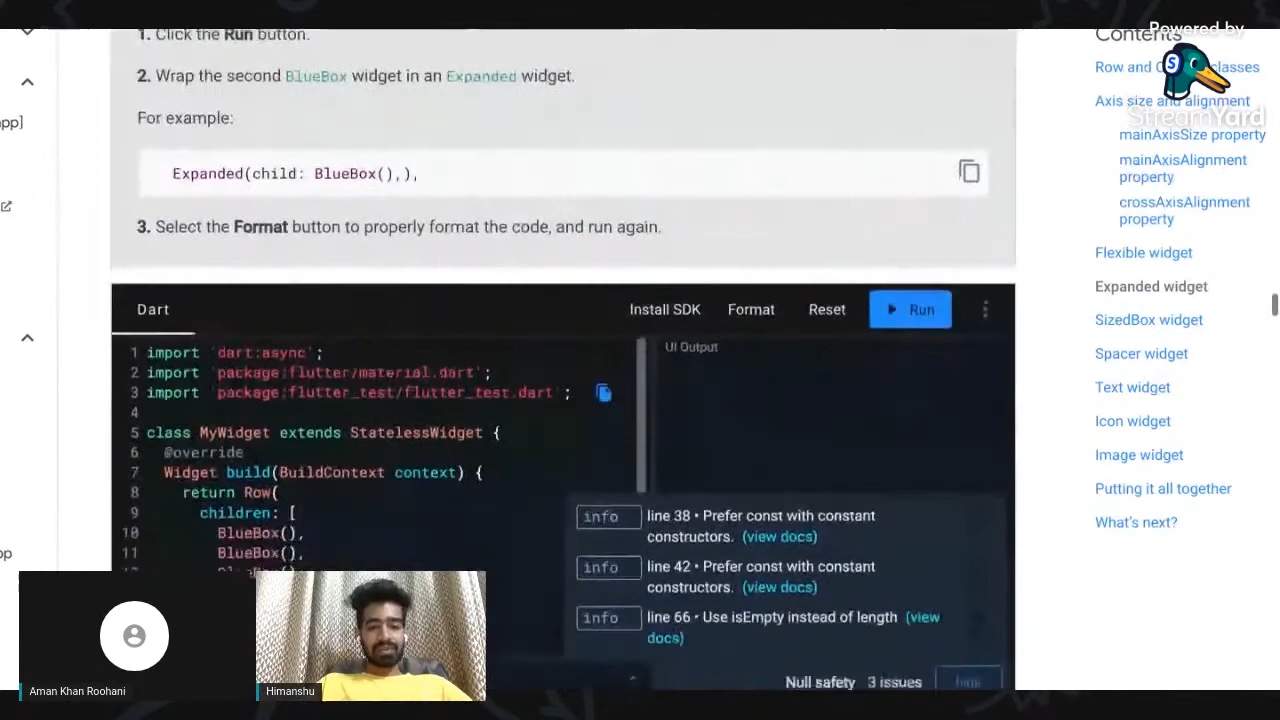 Powered by
StreamYard
1. Click the Run button.
2. Wrap the second BlueBox widget in an Expanded widget.
For example:
Expanded(child: BlueBox(),),
3. Select the Format button to properly format the code, and run again.
Dart
Install SDK
Format
Reset
Run
1 import 'dart:async';
2 import 'package:flutter/material.dart';
3 import 'package:flutter_test/flutter_test.dart';
4
5 class MyWidget extends StatelessWidget {
6 @override
7 Widget build(BuildContext context) {
8 return Row(
9 children: [
10 BlueBox(),
11 BlueBox(),
UI Output
info line 38 • Prefer const with constant
constructors. (view docs)
info line 42 • Prefer const with constant
constructors. (view docs)
info line 66 • Use isEmpty instead of length (view
docs)
Null safety 3 issues
Contents
Row and C classes
Axis size and alignment
mainAxisSize property
mainAxisAlignment
property
crossAxisAlignment
property
Flexible widget
Expanded widget
SizedBox widget
Spacer widget
Text widget
Icon widget
Image widget
Putting it all together
What's next?
app]
Aman Khan Roohani
Himanshu